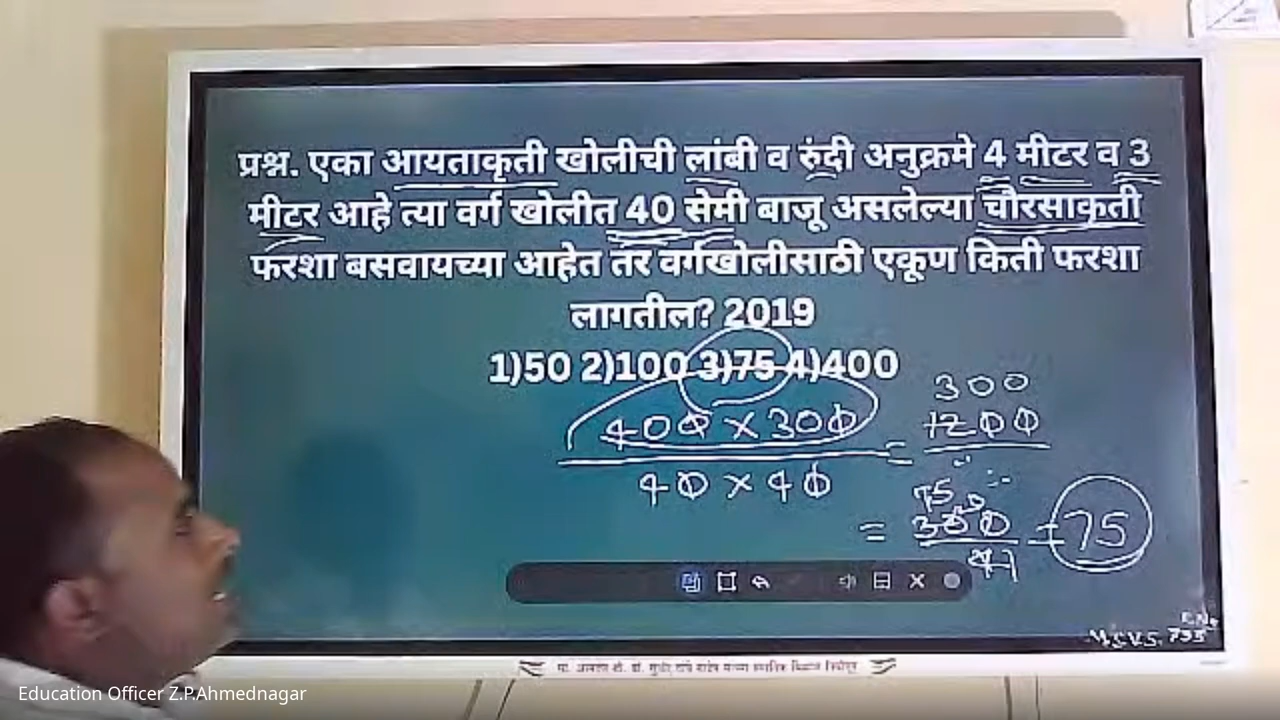 प्रश्न. एका आयताकृती खोलीची लांबी व रुंदी अनुक्रमे 4 मीटर व 3
मीटर आहे त्या वर्ग खोलीत 40 सेमी बाजू असलेल्या चौरसाकृती
फरशा बसवायच्या आहेत तर वर्गखोलीसाठी एकूण किती फरशा
लागतील? 2019
1)50 2)100 3)75 4)400
300
400 × 300 = 1200
40 × 40
75
= 300 = 75
Education Officer Z.P.Ahmednagar